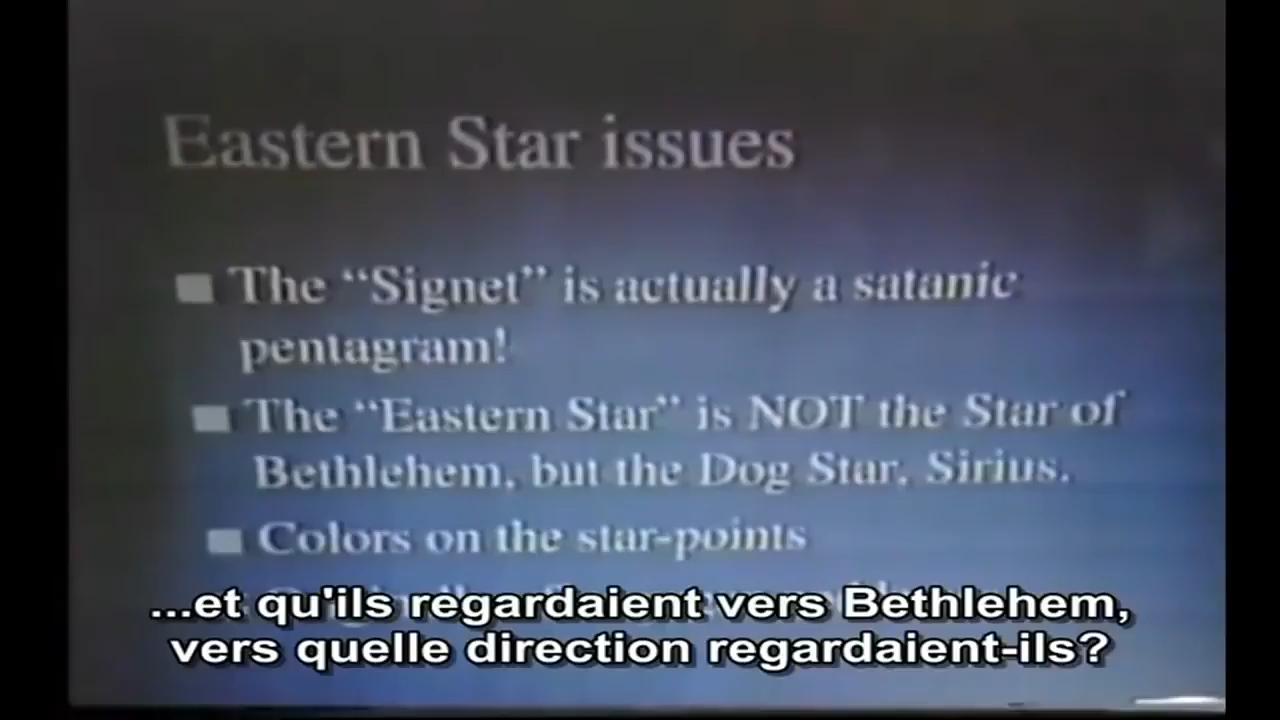 Eastern Star issues
The “Signet” is actually a satanic
pentagram!
The “Eastern Star” is NOT the Star of
Bethlehem, but the Dog Star, Sirius.
Colors on the star-points
...et qu'ils regardaient vers Bethlehem,
vers quelle direction regardaient-ils?